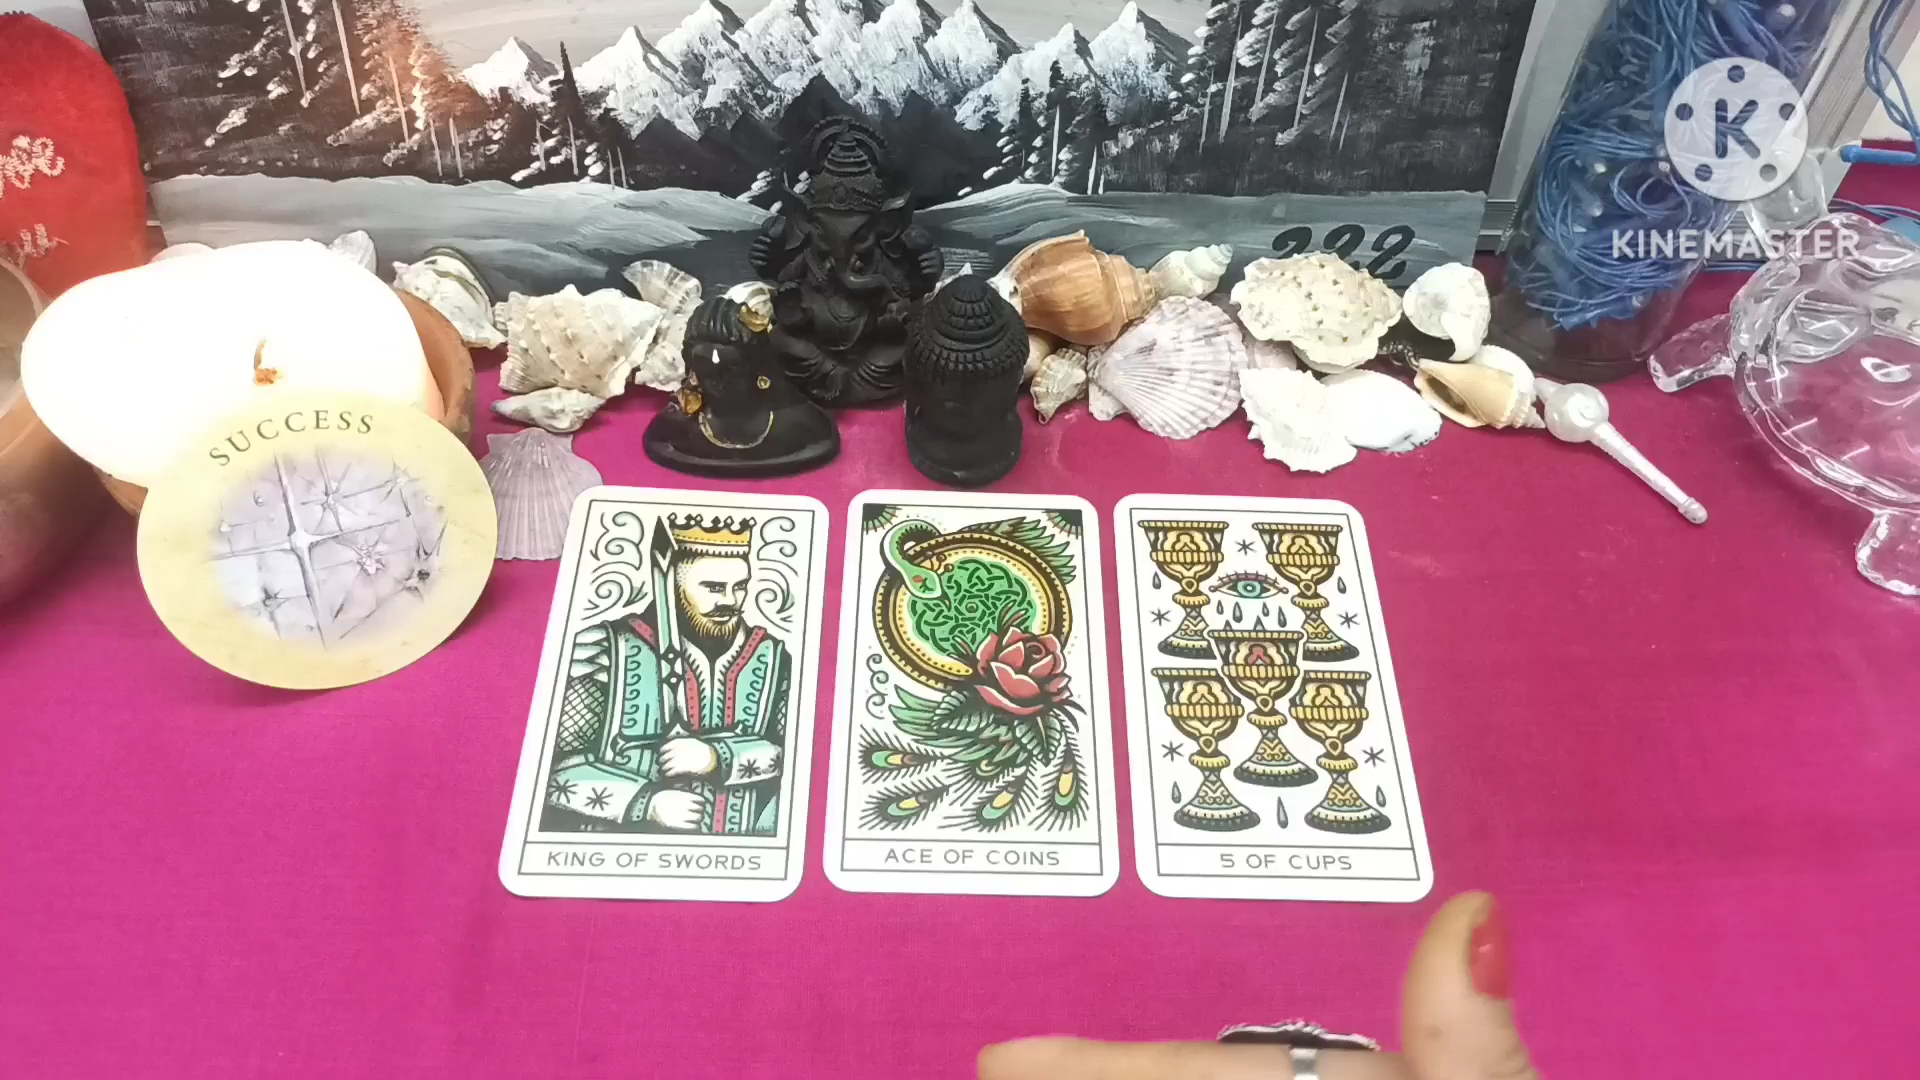 222
K
KINEMASTER
SUCCESS
KING OF SWORDS
ACE OF COINS
5 OF CUPS